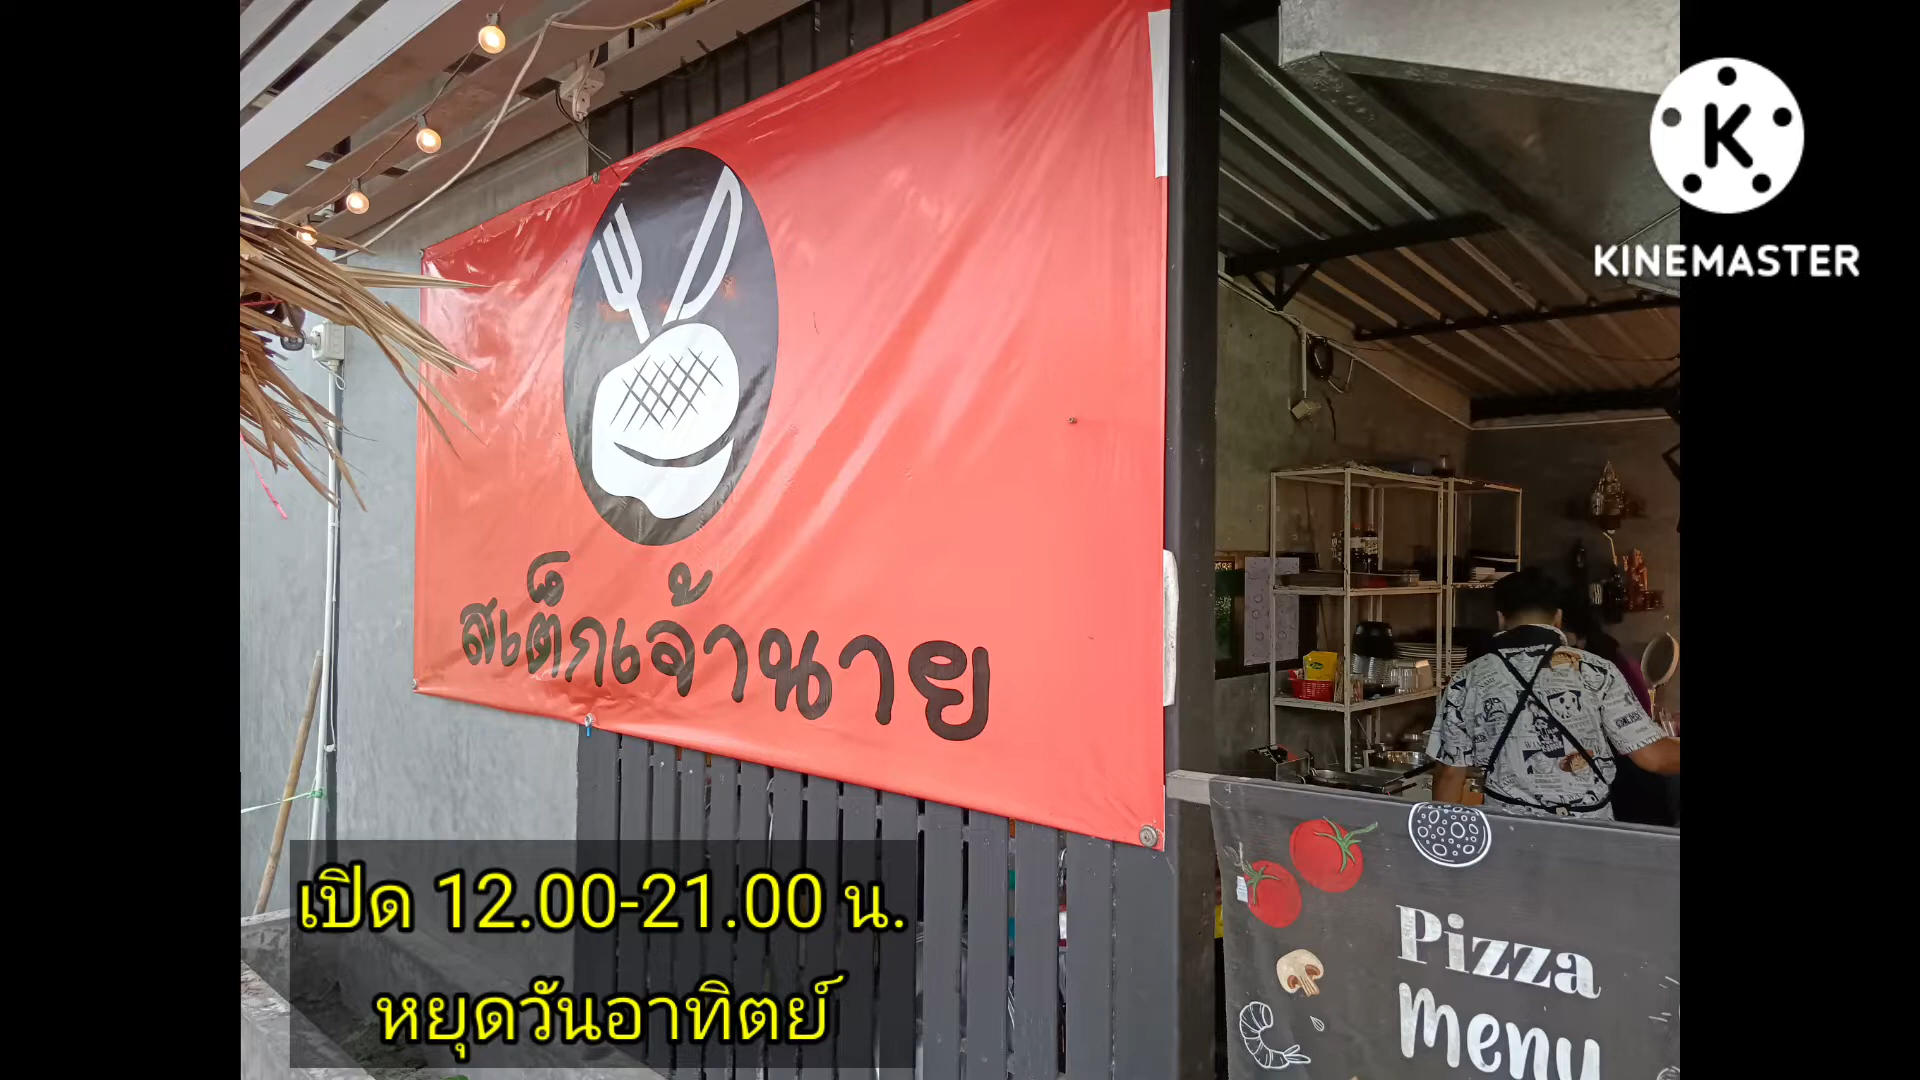 K
KINEMASTER
สเต็กเจ้านาย
Pizza
Menu
เปิด 12.00-21.00 น.
หยุดวันอาทิตย์